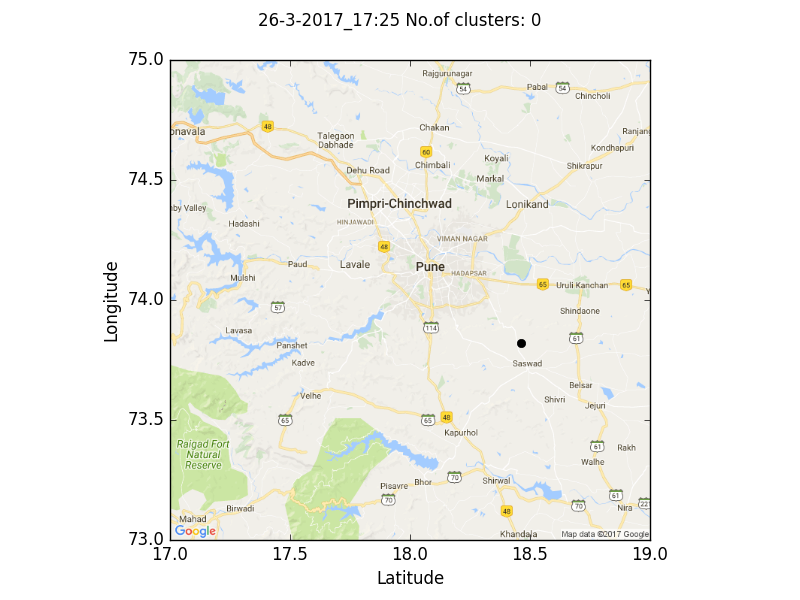 26-3-2017_17:25 No.of clusters: 0
75.0
Rajgurunagar
54
Pabal
54
Chincholi
onavala
48
Talegaon
Dabhade
Chakan
Ranjan
60
Kondhapuri
Dehu Road
Chimbali
Koyali
Shikrapur
Markal
74.5
by Valley
Pimpri-Chinchwad
Lonikand
Hadashi
HINJAWADI
VIMAN NAGAR
48
Paud
Lavale
Pune
HADAPSAR
Mulshi
65
Uruli Kanchan
65
Y
74.0
57
Shindaone
Lavasa
114
61
Panshet
Kadve
Saswad
Velhe
Belsar
Shivri
Jejuri
73.5
65
65
48
Kapurhol
Raigad Fort
Natural
Reserve
61
Rakh
Walhe
Pisavre
Bhor
70
Shirwal
70
61
70
Nira
22
Mahad
Birwadi
48
Google
Khandala
Map data ©2017 Google
73.0
17.0
17.5
18.0
18.5
19.0
Longitude
Latitude